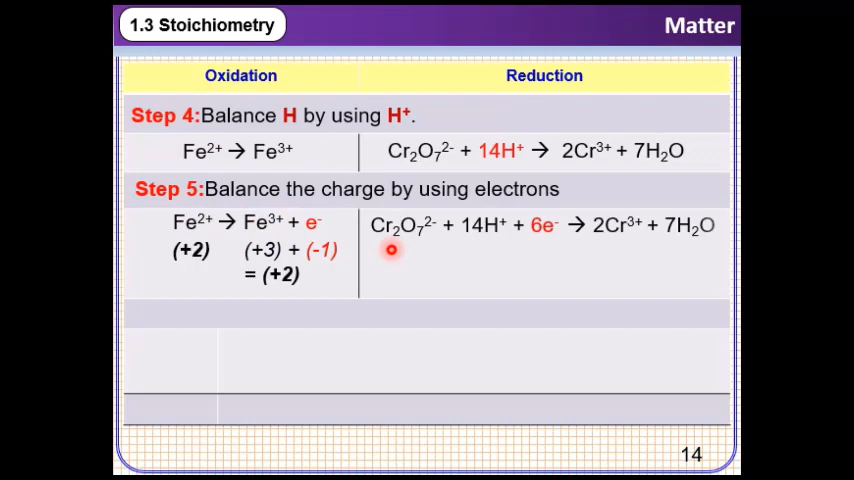 1.3 Stoichiometry
Matter
Oxidation Reduction
Step 4:Balance H by using H⁺.
Fe²⁺ → Fe³⁺
Cr₂O₇²⁻ + 14H⁺ → 2Cr³⁺ + 7H₂O
Step 5:Balance the charge by using electrons
Fe²⁺ → Fe³⁺ + e⁻
(+2) (+3) + (-1)
= (+2)
Cr₂O₇²⁻ + 14H⁺ + 6e⁻ → 2Cr³⁺ + 7H₂O
14